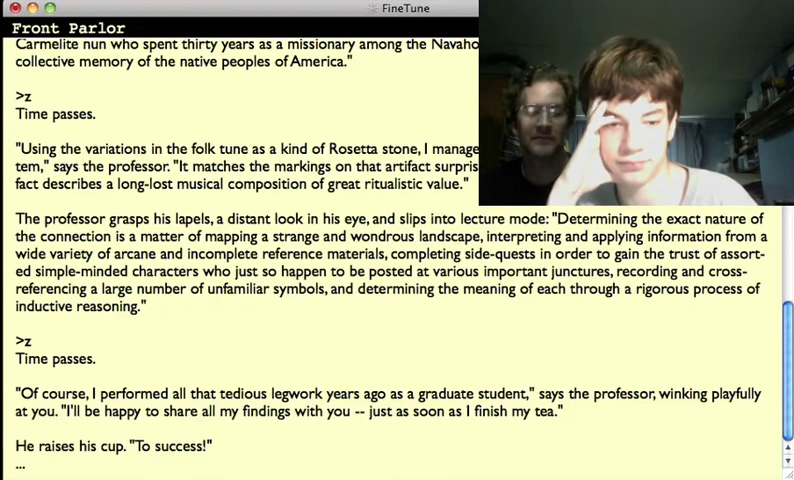 FineTune
Front Parlor
Carmelite nun who spent thirty years as a missionary among the Navaho
collective memory of the native peoples of America."
>z
Time passes.
"Using the variations in the folk tune as a kind of Rosetta stone, I manage
tem," says the professor. "It matches the markings on that artifact surpris
fact describes a long-lost musical composition of great ritualistic value."
The professor grasps his lapels, a distant look in his eye, and slips into lecture mode: "Determining the exact nature of
the connection is a matter of mapping a strange and wondrous landscape, interpreting and applying information from a
wide variety of arcane and incomplete reference materials, completing side-quests in order to gain the trust of assort-
ed simple-minded characters who just so happen to be posted at various important junctures, recording and cross-
referencing a large number of unfamiliar symbols, and determining the meaning of each through a rigorous process of
inductive reasoning."
>z
Time passes.
"Of course, I performed all that tedious legwork years ago as a graduate student," says the professor, winking playfully
at you. "I'll be happy to share all my findings with you -- just as soon as I finish my tea."
He raises his cup. "To success!"
...